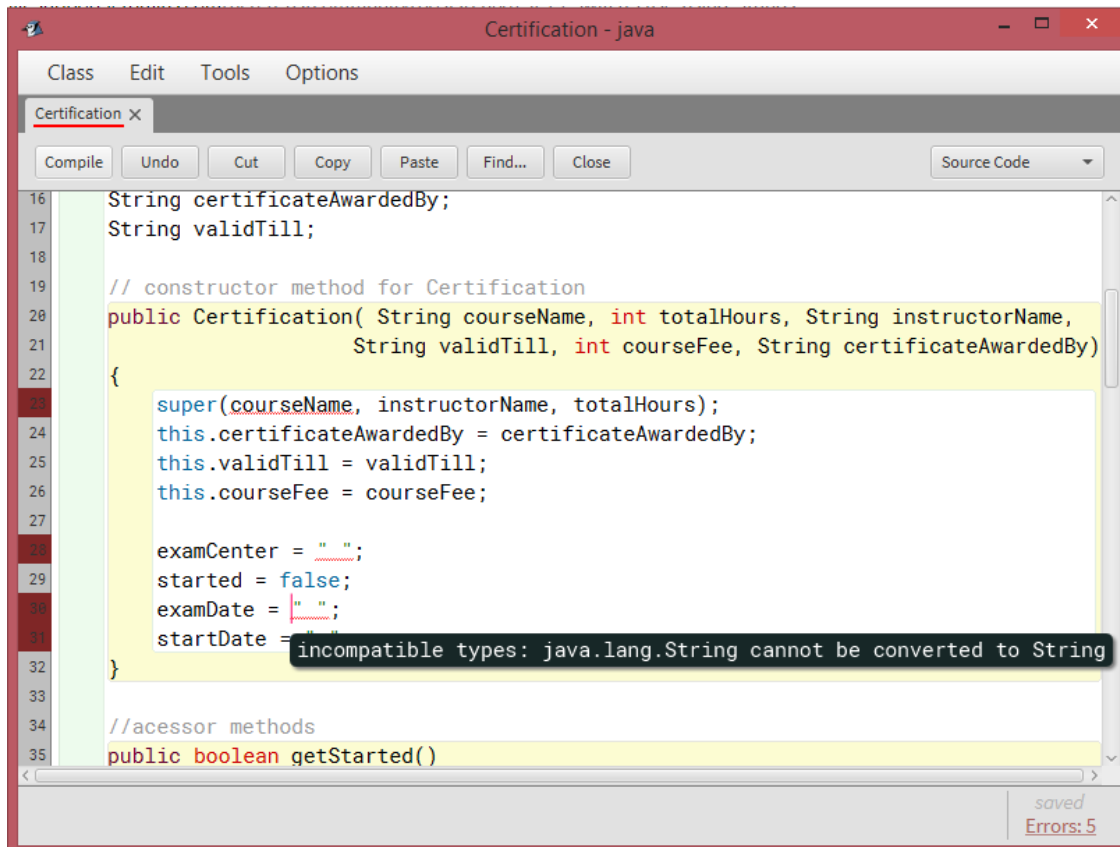 Certification - java
Class Edit Tools Options
Certification
Compile Undo Cut Copy Paste Find... Close Source Code
16 String certificateAwardedBy;
17 String validTill;
18
19 // constructor method for Certification
20 public Certification( String courseName, int totalHours, String instructorName,
21 String validTill, int courseFee, String certificateAwardedBy)
22 {
23 super(courseName, instructorName, totalHours);
24 this.certificateAwardedBy = certificateAwardedBy;
25 this.validTill = validTill;
26 this.courseFee = courseFee;
27
28 examCenter = " ";
29 started = false;
30 examDate = " ";
31 startDate =
incompatible types: java.lang.String cannot be converted to String
32 }
33
34 //acessor methods
35 public boolean getStarted()
saved
Errors: 5